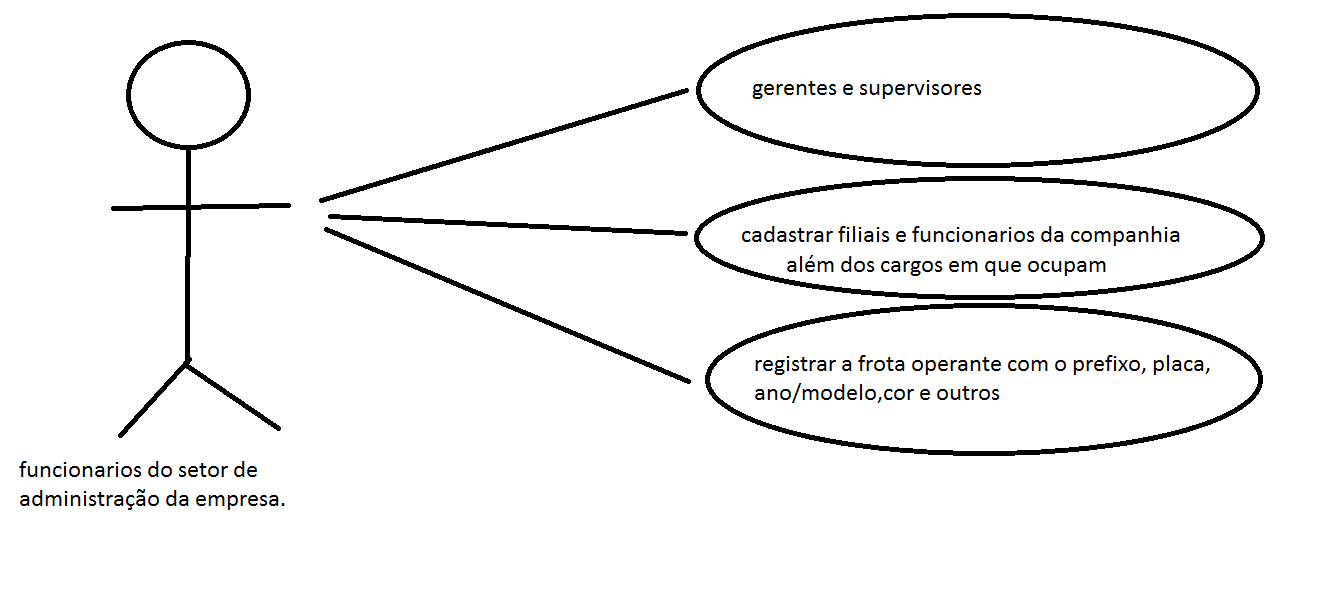 gerentes e supervisores
cadastrar filiais e funcionarios da companhia
além dos cargos em que ocupam
registrar a frota operante com o prefixo, placa,
ano/modelo,cor e outros
funcionarios do setor de
administração da empresa.